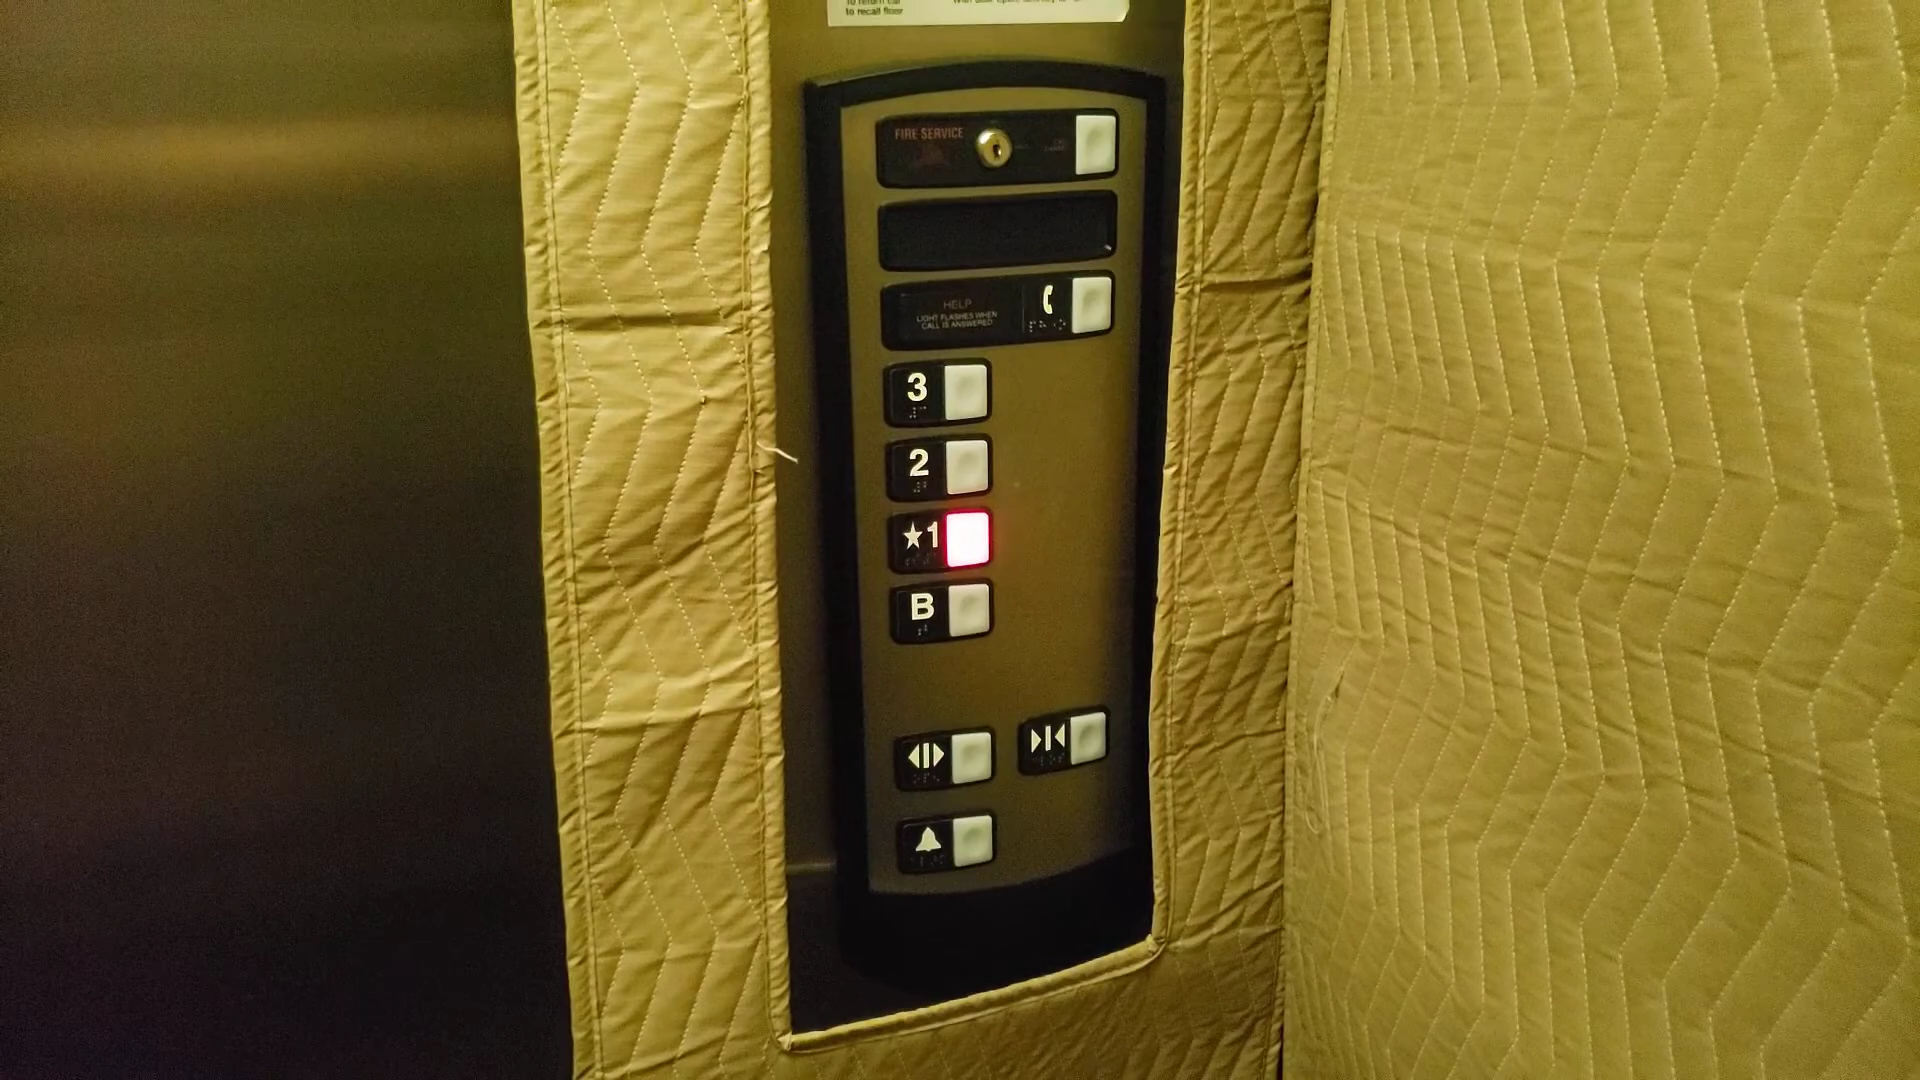 to return car
to recall floor
FIRE SERVICE
HELP
LIGHT FLASHES WHEN
CALL IS ANSWERED
3
2
★1
B